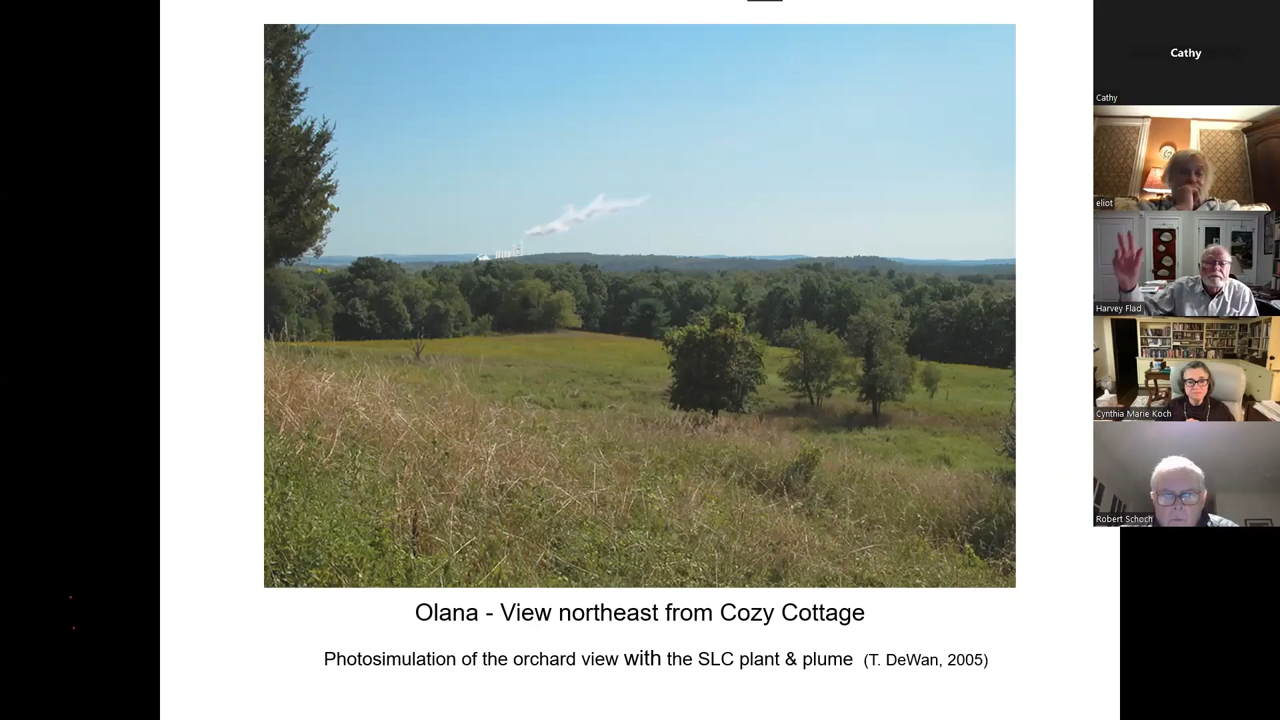 Olana - View northeast from Cozy Cottage
Photosimulation of the orchard view with the SLC plant & plume (T. DeWan, 2005)
Cathy
Cathy
eliot
Harvey Flad
Cynthia Marie Koch
Robert Schoch